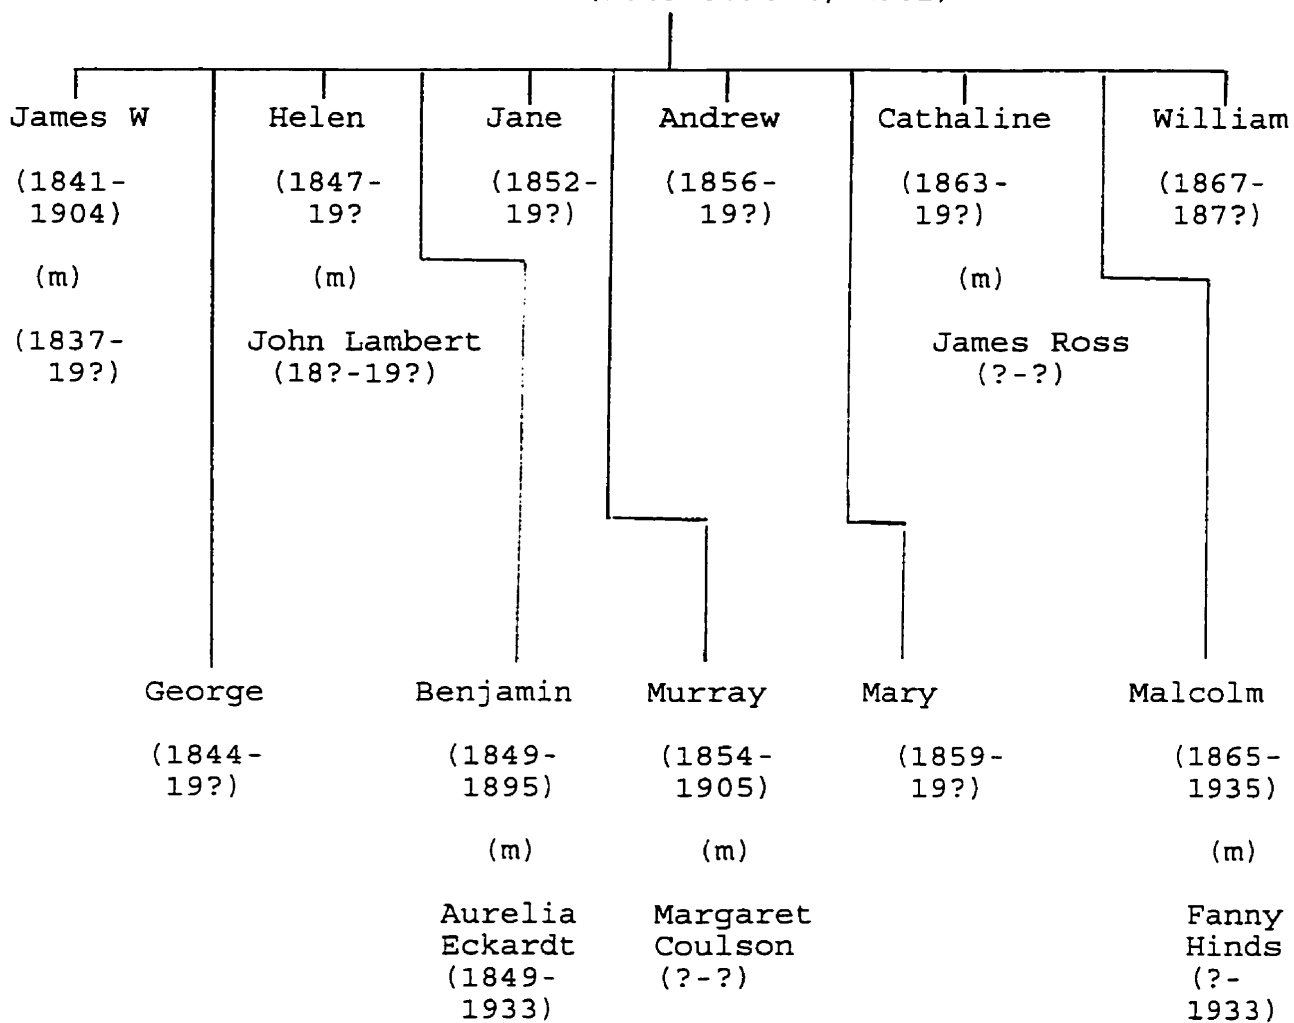 James W Helen Jane Andrew Cathaline William
(1841- (1847- (1852- (1856- (1863- (1867-
1904) 19? 19?) 19?) 19?) 187?)
(m) (m) (m)
(1837- John Lambert James Ross
19?) (18?-19?) (?-?)
George Benjamin Murray Mary Malcolm
(1844- (1849- (1854- (1859- (1865-
19?) 1895) 1905) 19?) 1935)
(m) (m) (m)
Aurelia Margaret Fanny
Eckardt Coulson Hinds
(1849- (?-?) (?-
1933) 1933)